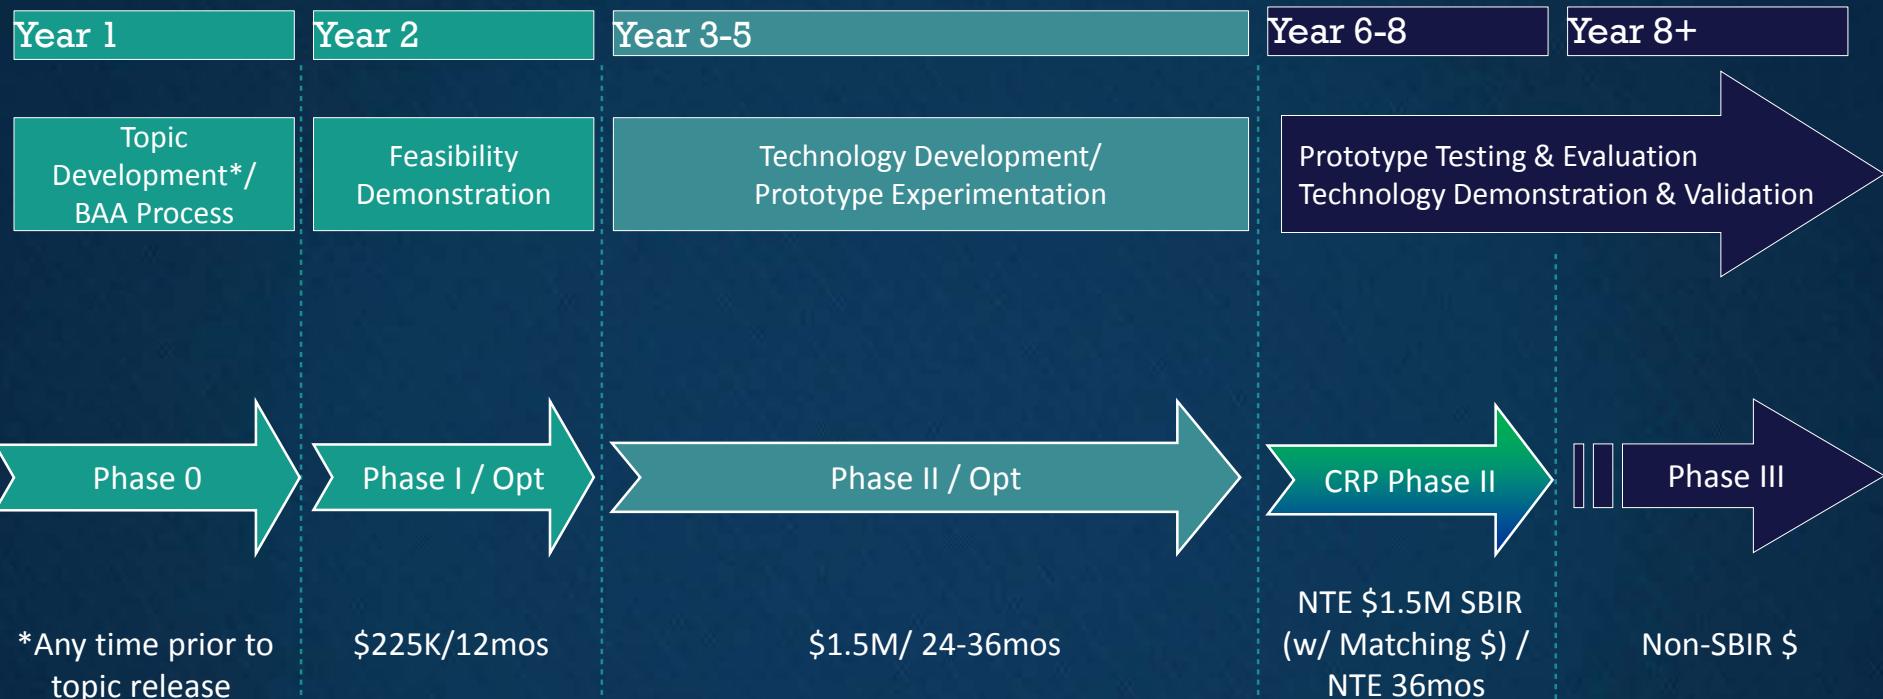 Year 1
Year 2
Year 3-5
Year 6-8
Year 8+
Topic
Development*/
BAA Process
Feasibility
Demonstration
Technology Development/
Prototype Experimentation
Prototype Testing & Evaluation
Technology Demonstration & Validation
Phase 0
Phase I / Opt
Phase II / Opt
CRP Phase II
Phase III
*Any time prior to
topic release
$225K/12mos
$1.5M/ 24-36mos
NTE $1.5M SBIR
(w/ Matching $) /
NTE 36mos
Non-SBIR $